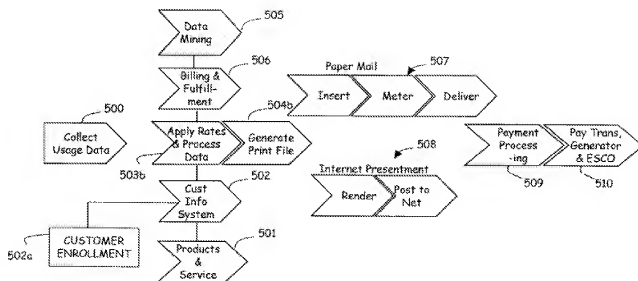 Data
Mining
505
Billing &
Fulfill-
ment
506
Paper Mail
507
Insert
Meter
Deliver
500
Collect
Usage Data
504b
Apply Rates
& Process
Data
Generate
Print File
503b
508
Internet Presentment
Render
Post to
Net
Payment
Process
-ing
Pay Trans,
Generator
& ESCO
509
510
Cust
Info
System
502
502a
CUSTOMER
ENROLLMENT
Products
&
Service
501